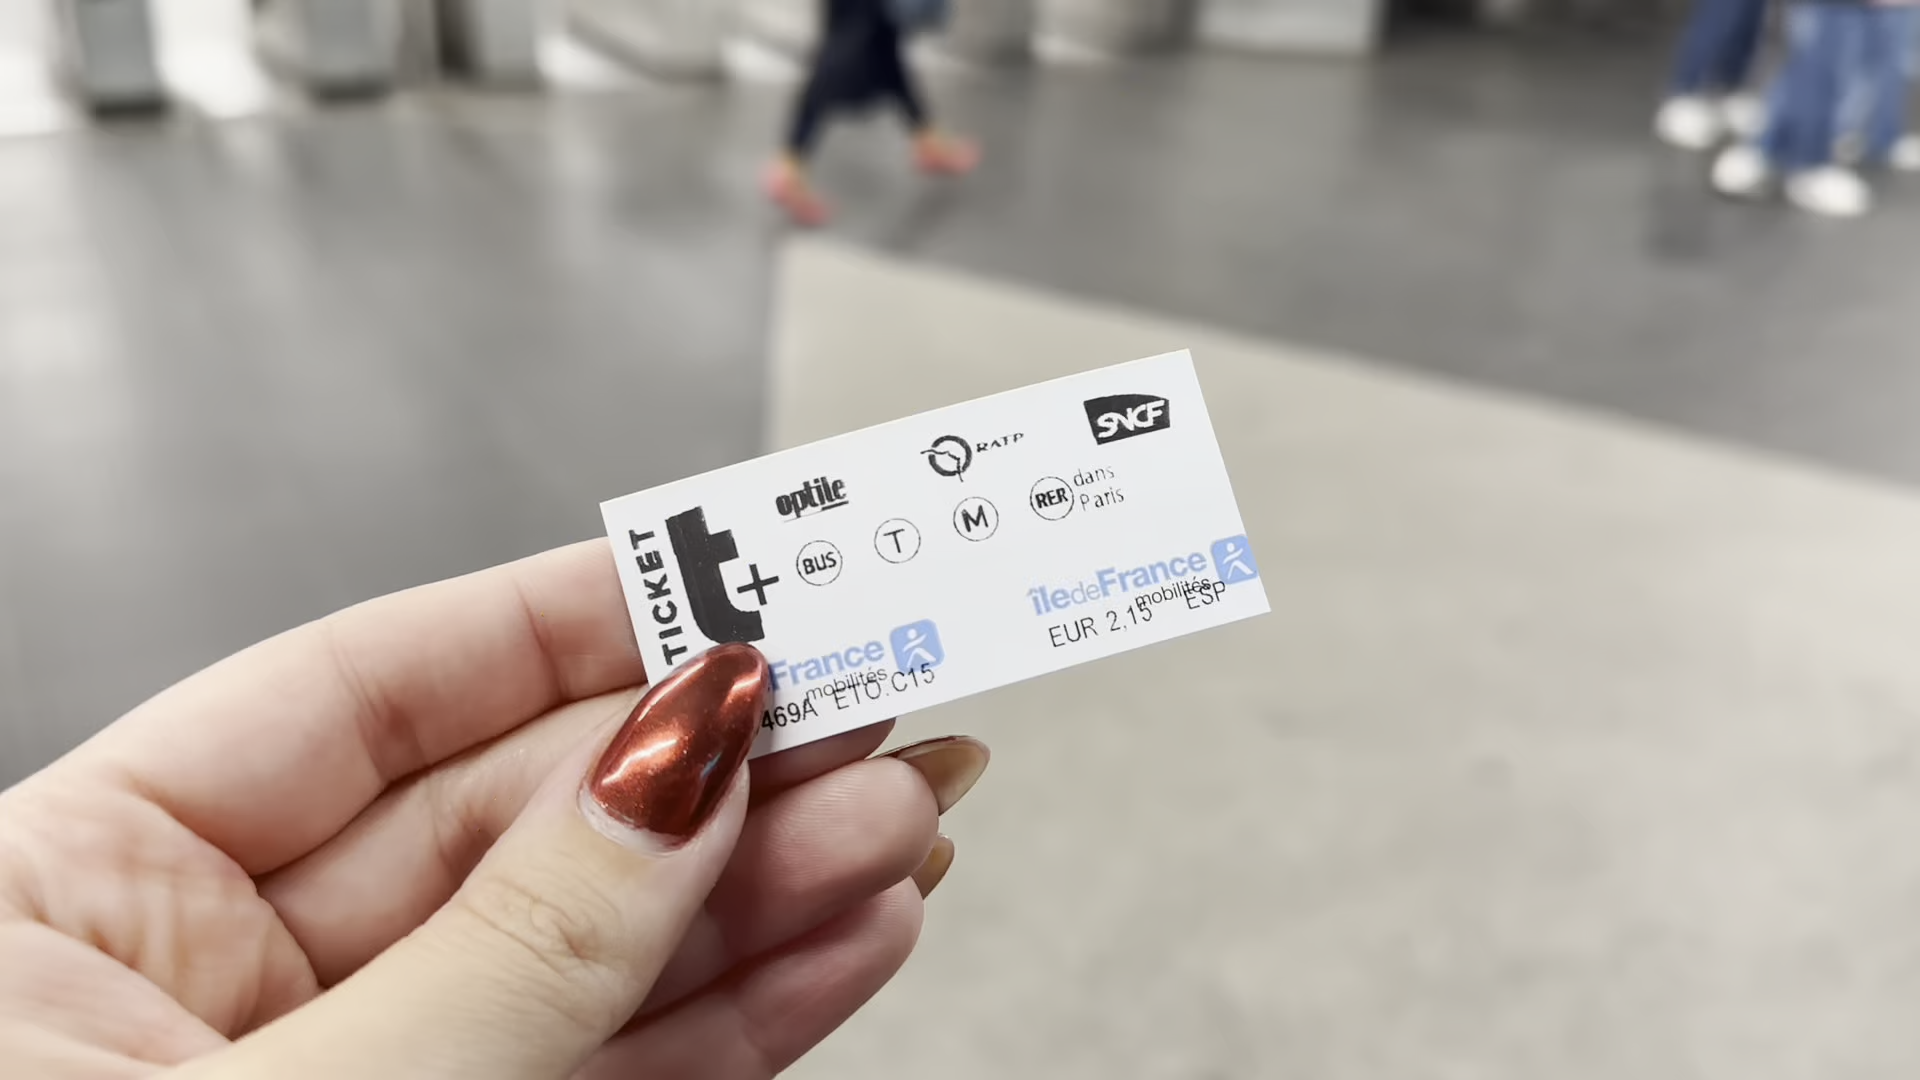 TICKET
t+
optile
RATP
SNCF
BUS
T
M
RER
dans
Paris
France
mobilités
469A ETO.C15
îledeFrance
mobilités
EUR 2,15 ESP